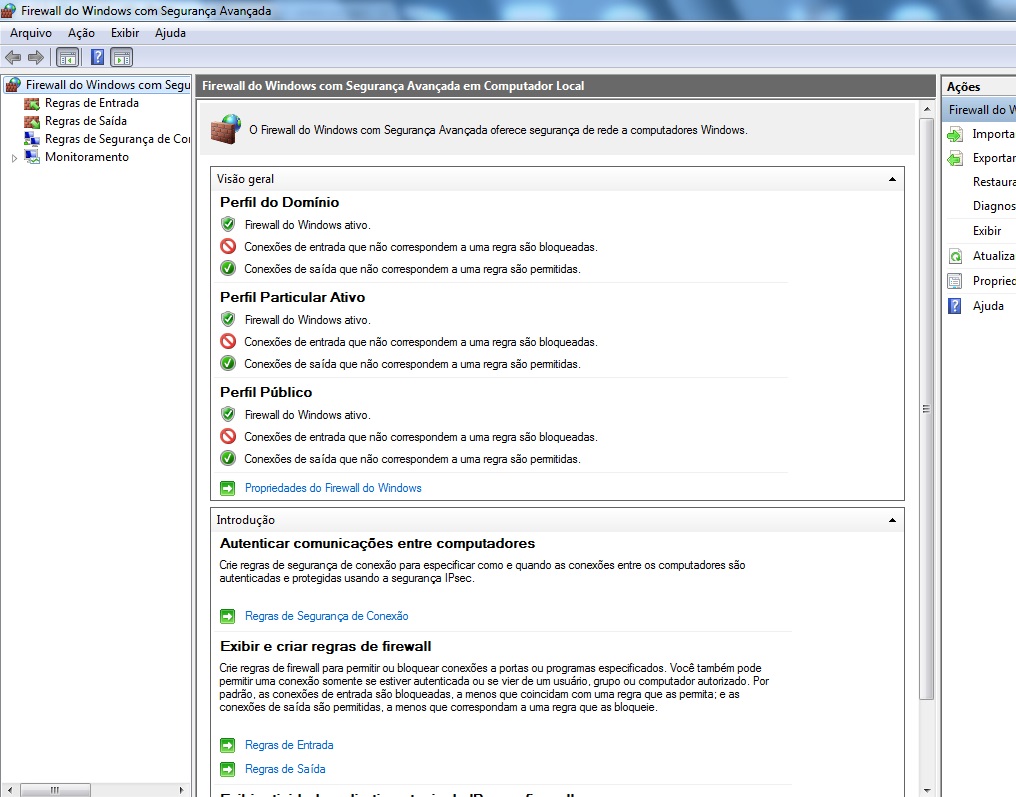 Firewall do Windows com Segurança Avançada
Arquivo Ação Exibir Ajuda
Firewall do Windows com Segu
Regras de Entrada
Regras de Saída
Regras de Segurança de Co
Monitoramento
Firewall do Windows com Segurança Avançada em Computador Local
O Firewall do Windows com Segurança Avançada oferece segurança de rede a computadores Windows.
Visão geral
Perfil do Domínio
Firewall do Windows ativo.
Conexões de entrada que não correspondem a uma regra são bloqueadas.
Conexões de saída que não correspondem a uma regra são permitidas.
Perfil Particular Ativo
Firewall do Windows ativo.
Conexões de entrada que não correspondem a uma regra são bloqueadas.
Conexões de saída que não correspondem a uma regra são permitidas.
Perfil Público
Firewall do Windows ativo.
Conexões de entrada que não correspondem a uma regra são bloqueadas.
Conexões de saída que não correspondem a uma regra são permitidas.
Propriedades do Firewall do Windows
Introdução
Autenticar comunicações entre computadores
Crie regras de segurança de conexão para especificar como e quando as conexões entre os computadores são
autenticadas e protegidas usando a segurança IPsec.
Regras de Segurança de Conexão
Exibir e criar regras de firewall
Crie regras de firewall para permitir ou bloquear conexões a portas ou programas especificados. Você também pode
permitir uma conexão somente se estiver autenticada ou se vier de um usuário, grupo ou computador autorizado. Por
padrão, as conexões de entrada são bloqueadas, a menos que coincidam com uma regra que as permita; e as
conexões de saída são permitidas, a menos que correspondam a uma regra que as bloqueie.
Regras de Entrada
Regras de Saída
Ações
Firewall do W
Importa
Exportar
Restaura
Diagnos
Exibir
Atualiza
Propried
Ajuda